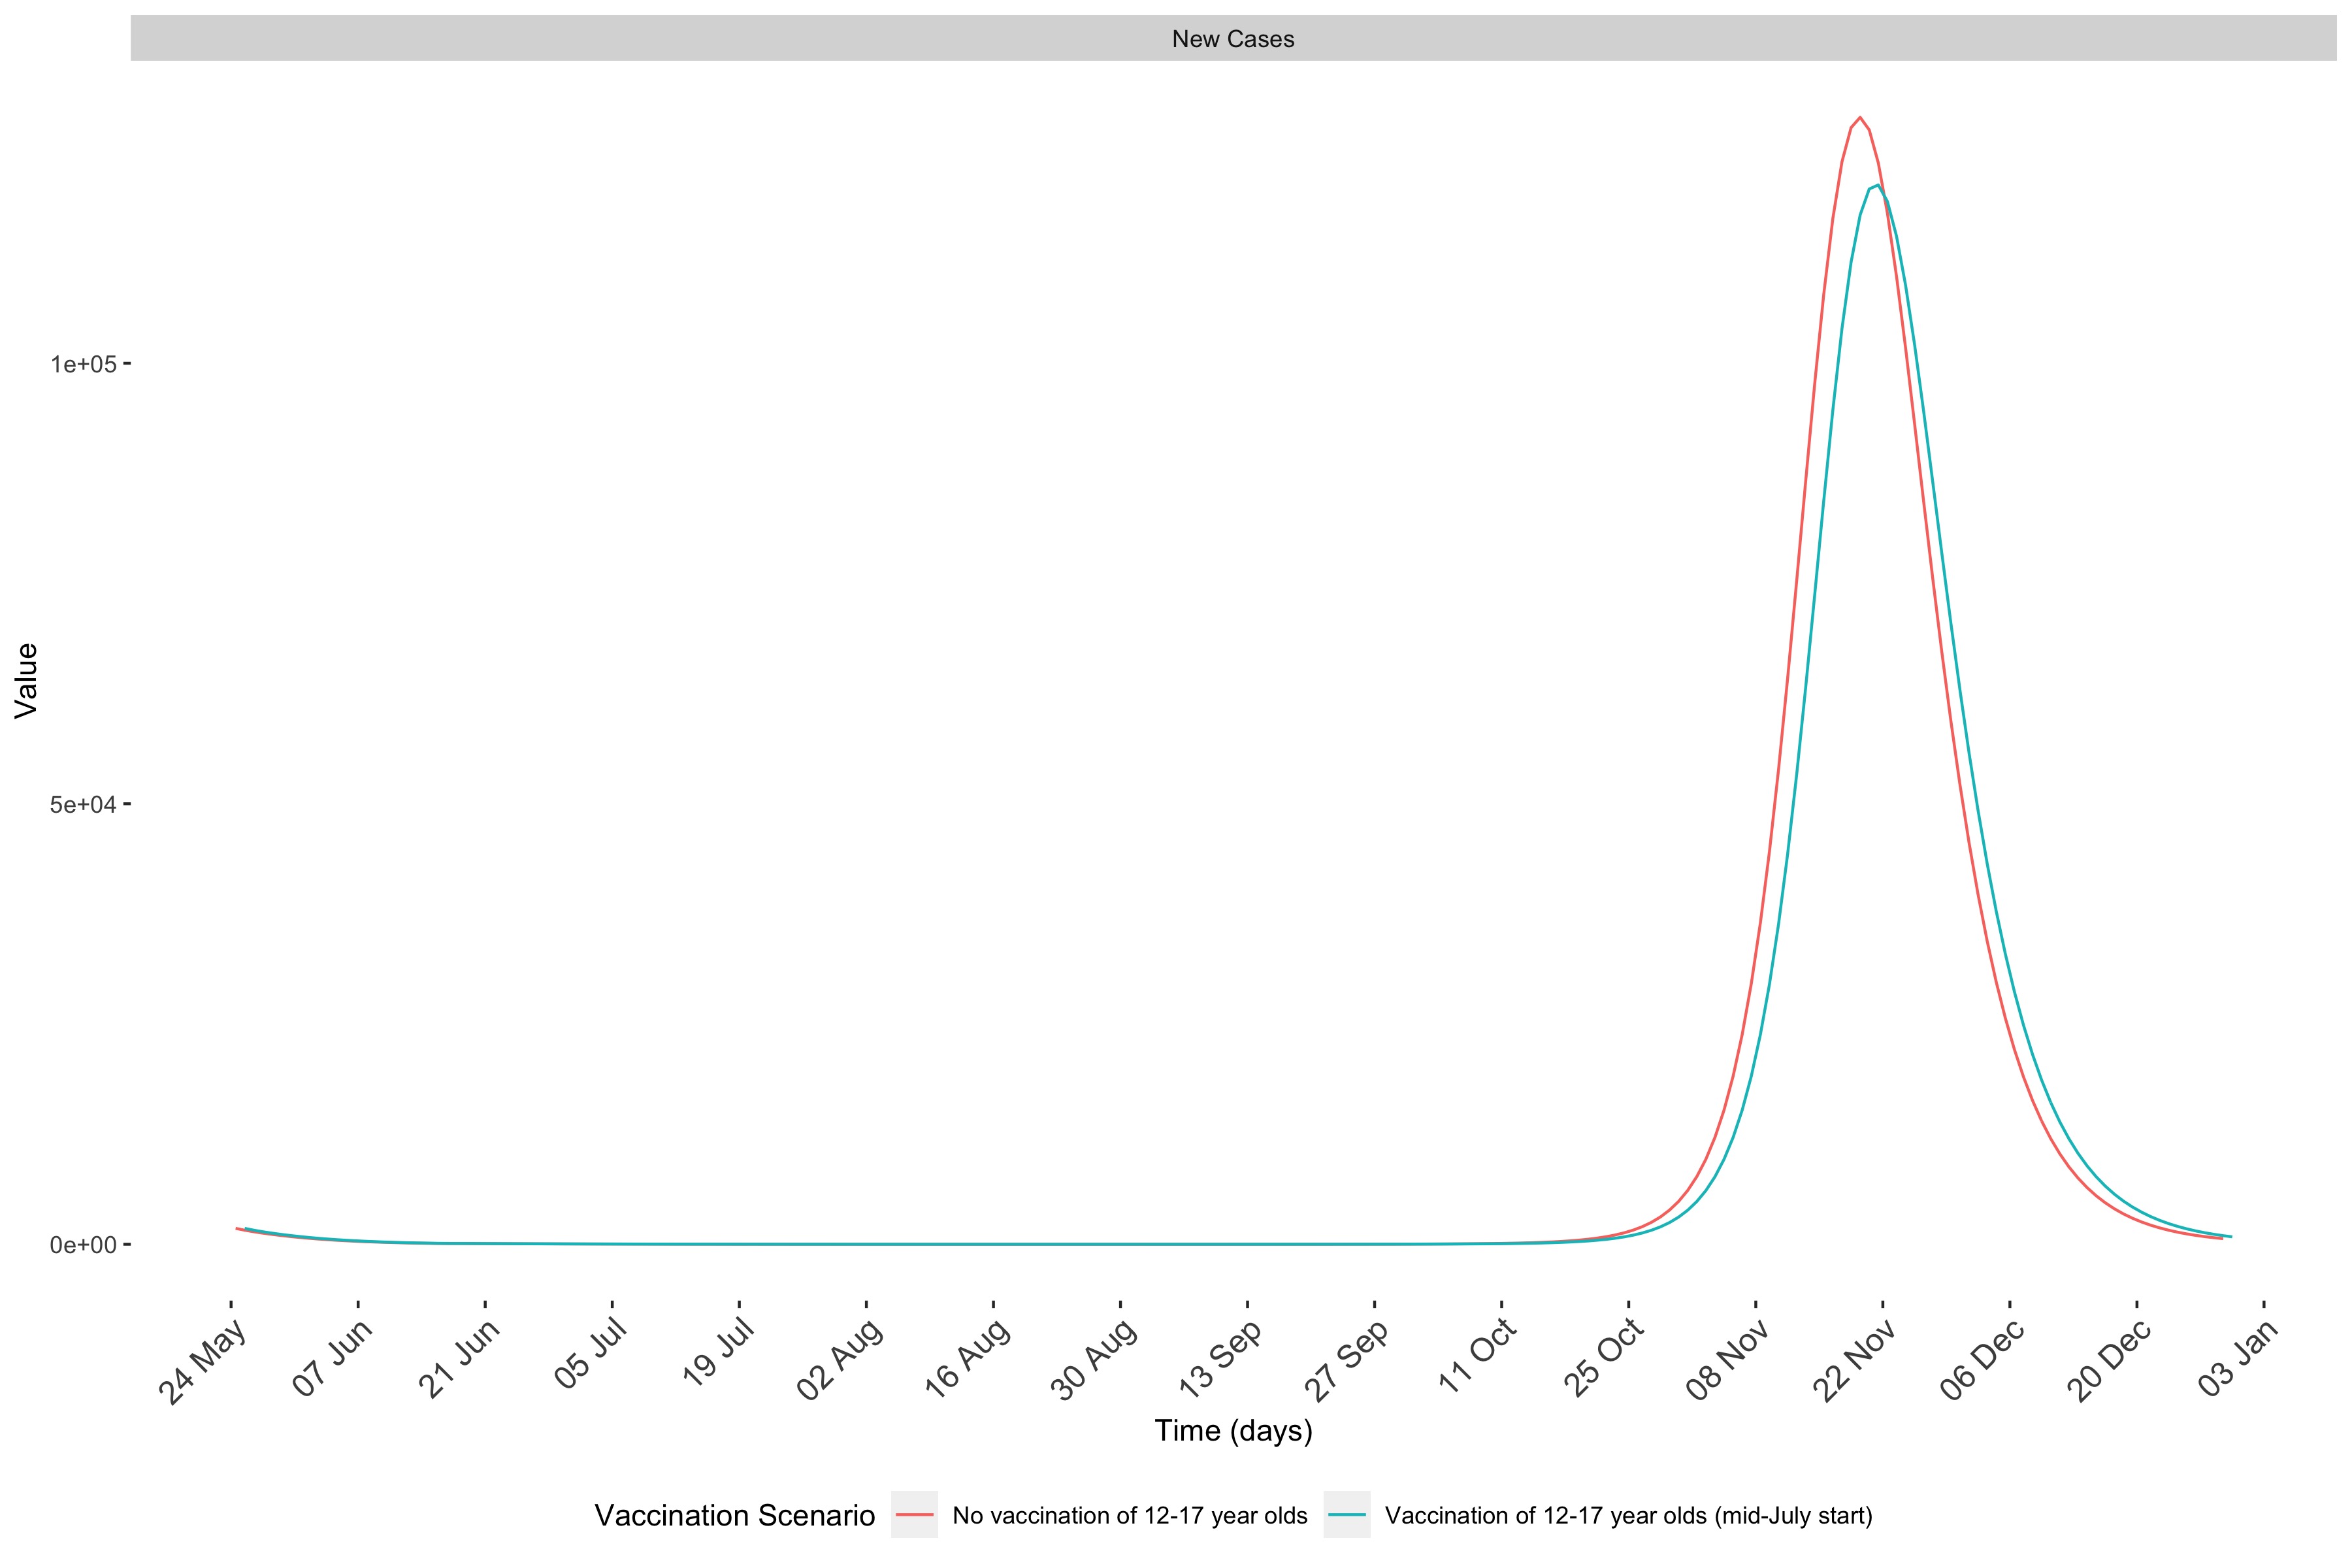 New Cases
1e+05
5e+04
0e+00
Value
24 May
07 Jun
21 Jun
05 Jul
19 Jul
02 Aug
16 Aug
30 Aug
13 Sep
27 Sep
11 Oct
25 Oct
08 Nov
22 Nov
06 Dec
20 Dec
03 Jan
Time (days)
Vaccination Scenario
No vaccination of 12-17 year olds
Vaccination of 12-17 year olds (mid-July start)